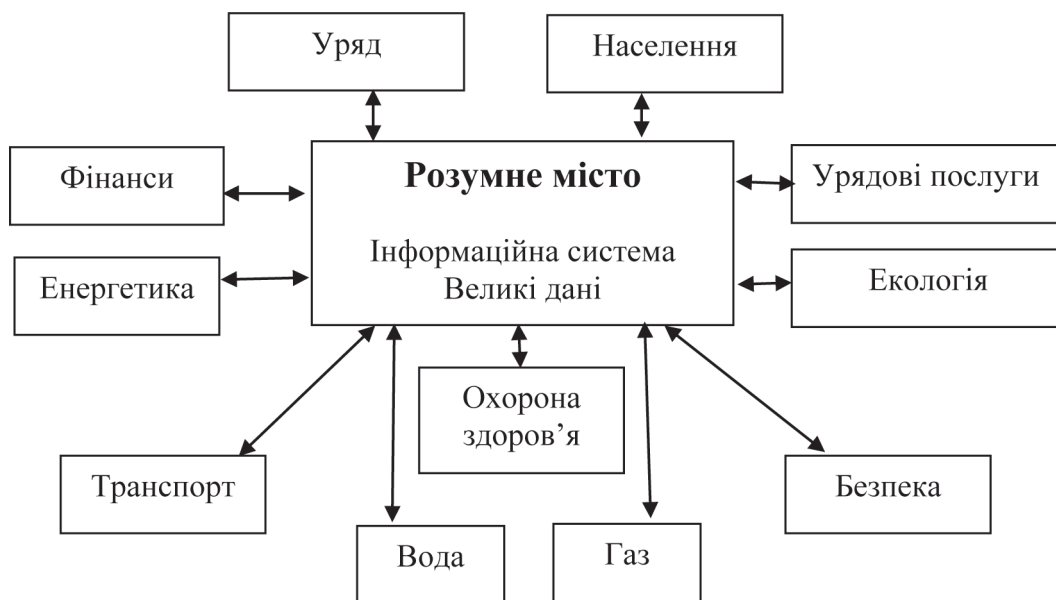 Уряд
Населення
Фінанси
Розумне місто
Урядові послуги
Інформаційна система
Великі дані
Енергетика
Екологія
Охорона
здоров’я
Транспорт
Безпека
Вода
Газ